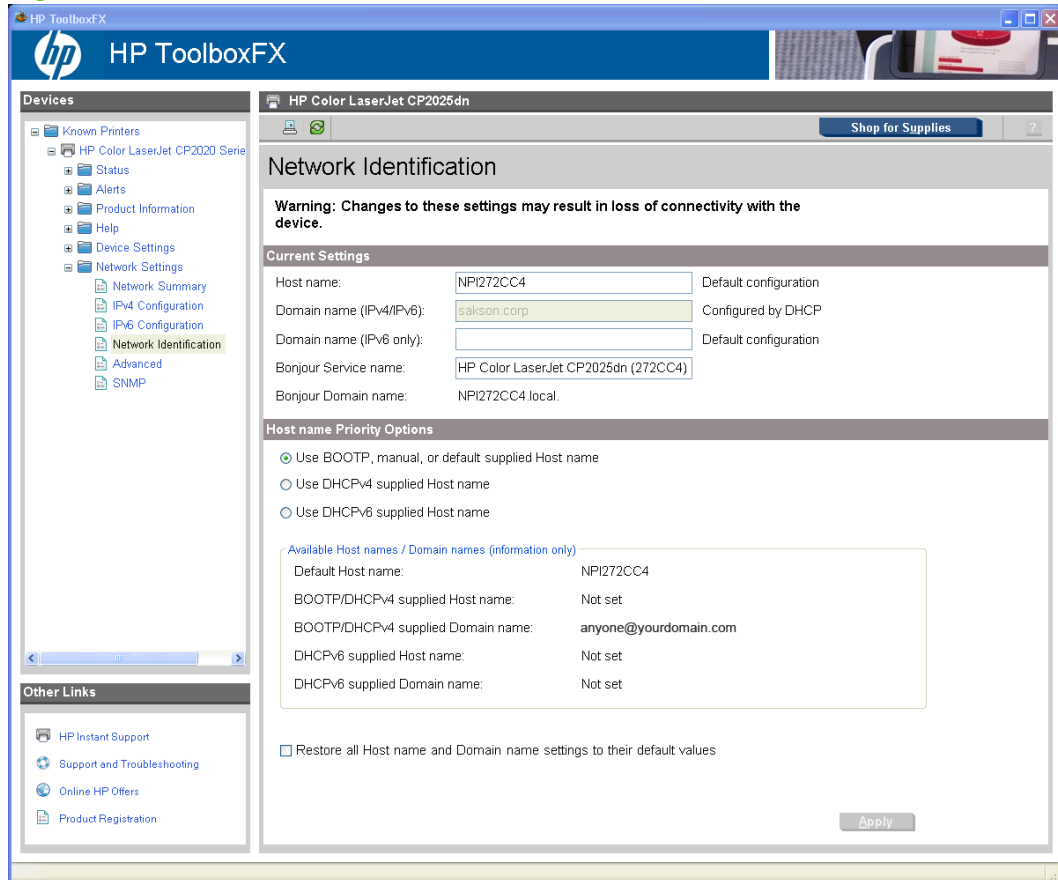 HP ToolboxFX
hp
HP ToolboxFX
Devices
Known Printers
HP Color LaserJet CP2020 Serie
Status
Alerts
Product Information
Help
Device Settings
Network Settings
Network Summary
IPv4 Configuration
IPv6 Configuration
Network Identification
Advanced
SNMP
Other Links
HP Instant Support
Support and Troubleshooting
Online HP Offers
Product Registration
HP Color LaserJet CP2025dn
Shop for Supplies
?
Network Identification
Warning: Changes to these settings may result in loss of connectivity with the
device.
Current Settings
Host name: NPI272CC4 Default configuration
Domain name (IPv4/IPv6): sakson.corp Configured by DHCP
Domain name (IPv6 only): Default configuration
Bonjour Service name: HP Color LaserJet CP2025dn (272CC4)
Bonjour Domain name: NPI272CC4.local.
Host name Priority Options
Use BOOTP, manual, or default supplied Host name
Use DHCPv4 supplied Host name
Use DHCPv6 supplied Host name
Available Host names / Domain names (information only)
Default Host name: NPI272CC4
BOOTP/DHCPv4 supplied Host name: Not set
BOOTP/DHCPv4 supplied Domain name: anyone@yourdomain.com
DHCPv6 supplied Host name: Not set
DHCPv6 supplied Domain name: Not set
Restore all Host name and Domain name settings to their default values
Apply